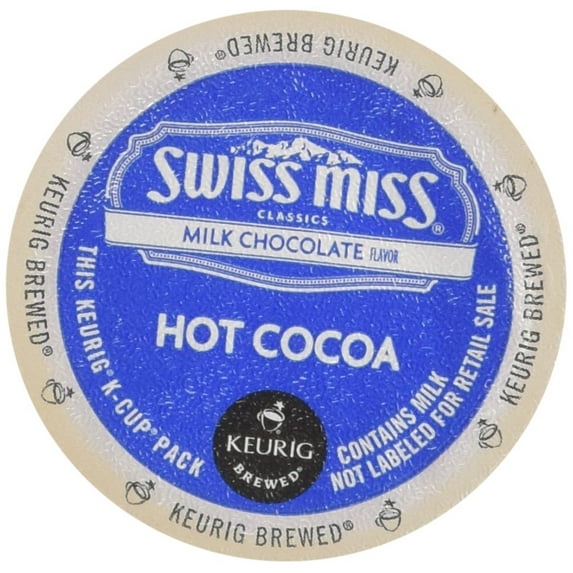 SWISS MISS®
CLASSICS
MILK CHOCOLATE FLAVOR
HOT COCOA
THIS KEURIG® K-CUP® PACK
KEURIG
BREWED®
CONTAINS MILK
NOT LABELED FOR RETAIL SALE
KEURIG BREWED®
KEURIG BREWED®
KEURIG BREWED®
KEURIG BREWED®